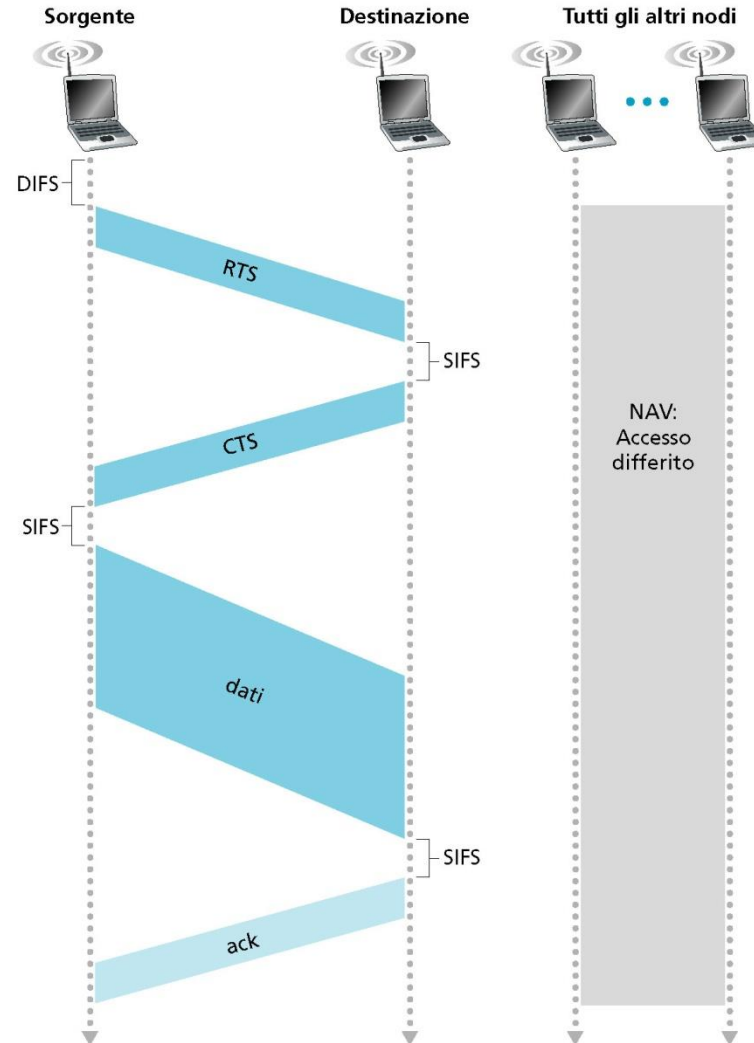 Sorgente
Destinazione
Tutti gli altri nodi
DIFS
RTS
SIFS
CTS
NAV:
Accesso
differito
SIFS
dati
SIFS
ack